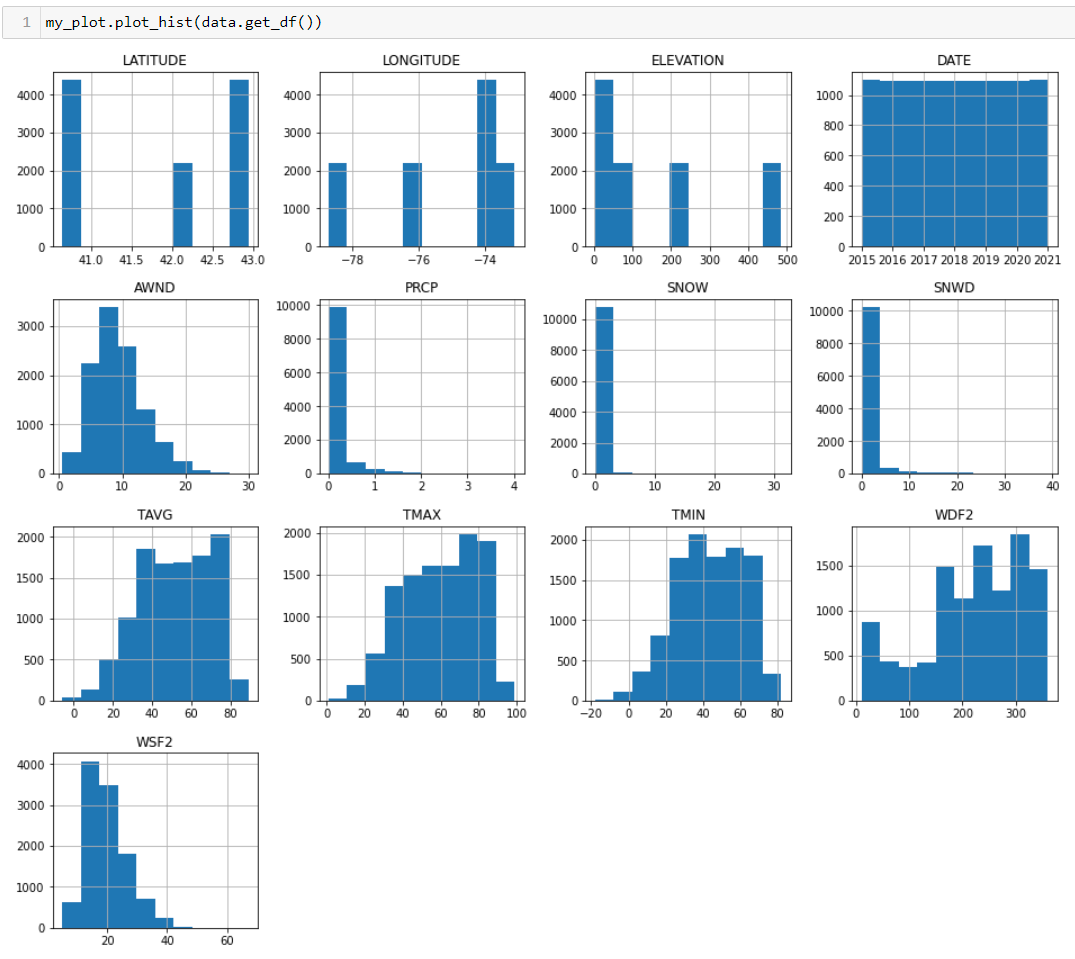 1 my_plot.plot_hist(data.get_df())
LATITUDE LONGITUDE ELEVATION DATE
4000 4000 4000 1000
3000 3000 3000 800
2000 2000 2000 600
1000 1000 1000 400
200
0 0 0 0
41.0 41.5 42.0 42.5 43.0 −78 −76 −74 0 100 200 300 400 500 2015 2016 2017 2018 2019 2020 2021
AWND PRCP SNOW SNWD
3000 10000 10000 10000
2000 8000 8000 8000
1000 6000 6000 6000
4000 4000 4000
2000 2000 2000
0 0 0 0
0 10 20 30 0 1 2 3 4 0 10 20 30 0 10 20 30 40
TAVG TMAX TMIN WDF2
2000 2000 2000 1500
1500 1500 1500 1000
1000 1000 1000 500
500 500 500
0 0 0 0
0 20 40 60 80 0 20 40 60 80 100 −20 0 20 40 60 80 0 100 200 300
WSF2
4000
3000
2000
1000
0
20 40 60